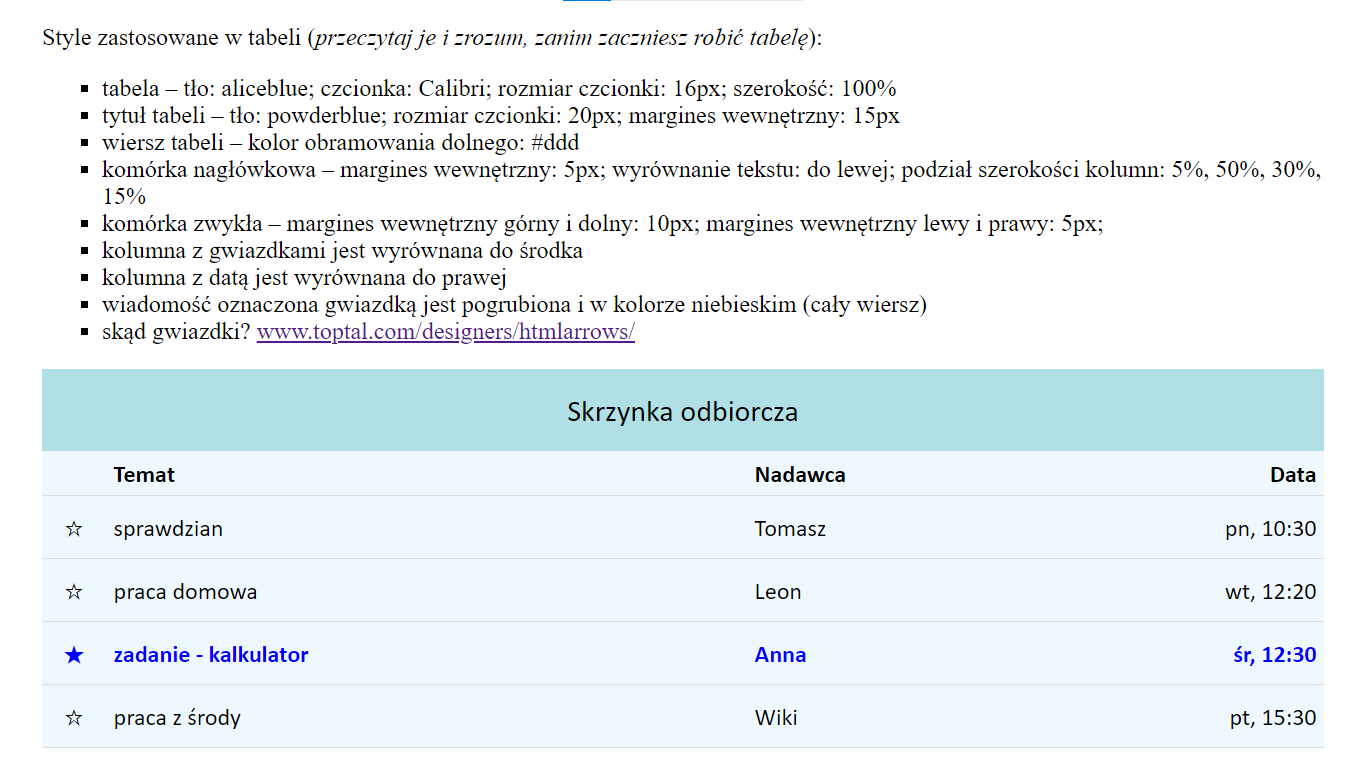 Style zastosowane w tabeli (przeczytaj je i zrozum, zanim zaczniesz robić tabelę):
▪ tabela – tło: aliceblue; czcionka: Calibri; rozmiar czcionki: 16px; szerokość: 100%
▪ tytuł tabeli – tło: powderblue; rozmiar czcionki: 20px; margines wewnętrzny: 15px
▪ wiersz tabeli – kolor obramowania dolnego: #ddd
▪ komórka nagłówkowa – margines wewnętrzny: 5px; wyrównanie tekstu: do lewej; podział szerokości kolumn: 5%, 50%, 30%,
15%
▪ komórka zwykła – margines wewnętrzny górny i dolny: 10px; margines wewnętrzny lewy i prawy: 5px;
▪ kolumna z gwiazdkami jest wyrównana do środka
▪ kolumna z datą jest wyrównana do prawej
▪ wiadomość oznaczona gwiazdką jest pogrubiona i w kolorze niebieskim (cały wiersz)
▪ skąd gwiazdki? www.toptal.com/designers/htmlarrows/
Skrzynka odbiorcza
Temat Nadawca Data
☆ sprawdzian Tomasz pn, 10:30
☆ praca domowa Leon wt, 12:20
★ zadanie - kalkulator Anna śr, 12:30
☆ praca z środy Wiki pt, 15:30